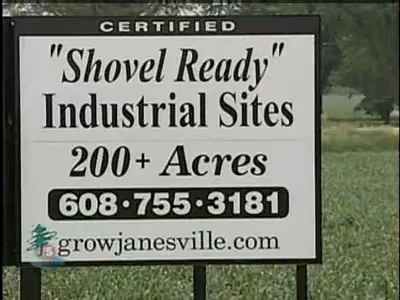 CERTIFIED
"Shovel Ready"
Industrial Sites
200+ Acres
608·755·3181
growjanesville.com